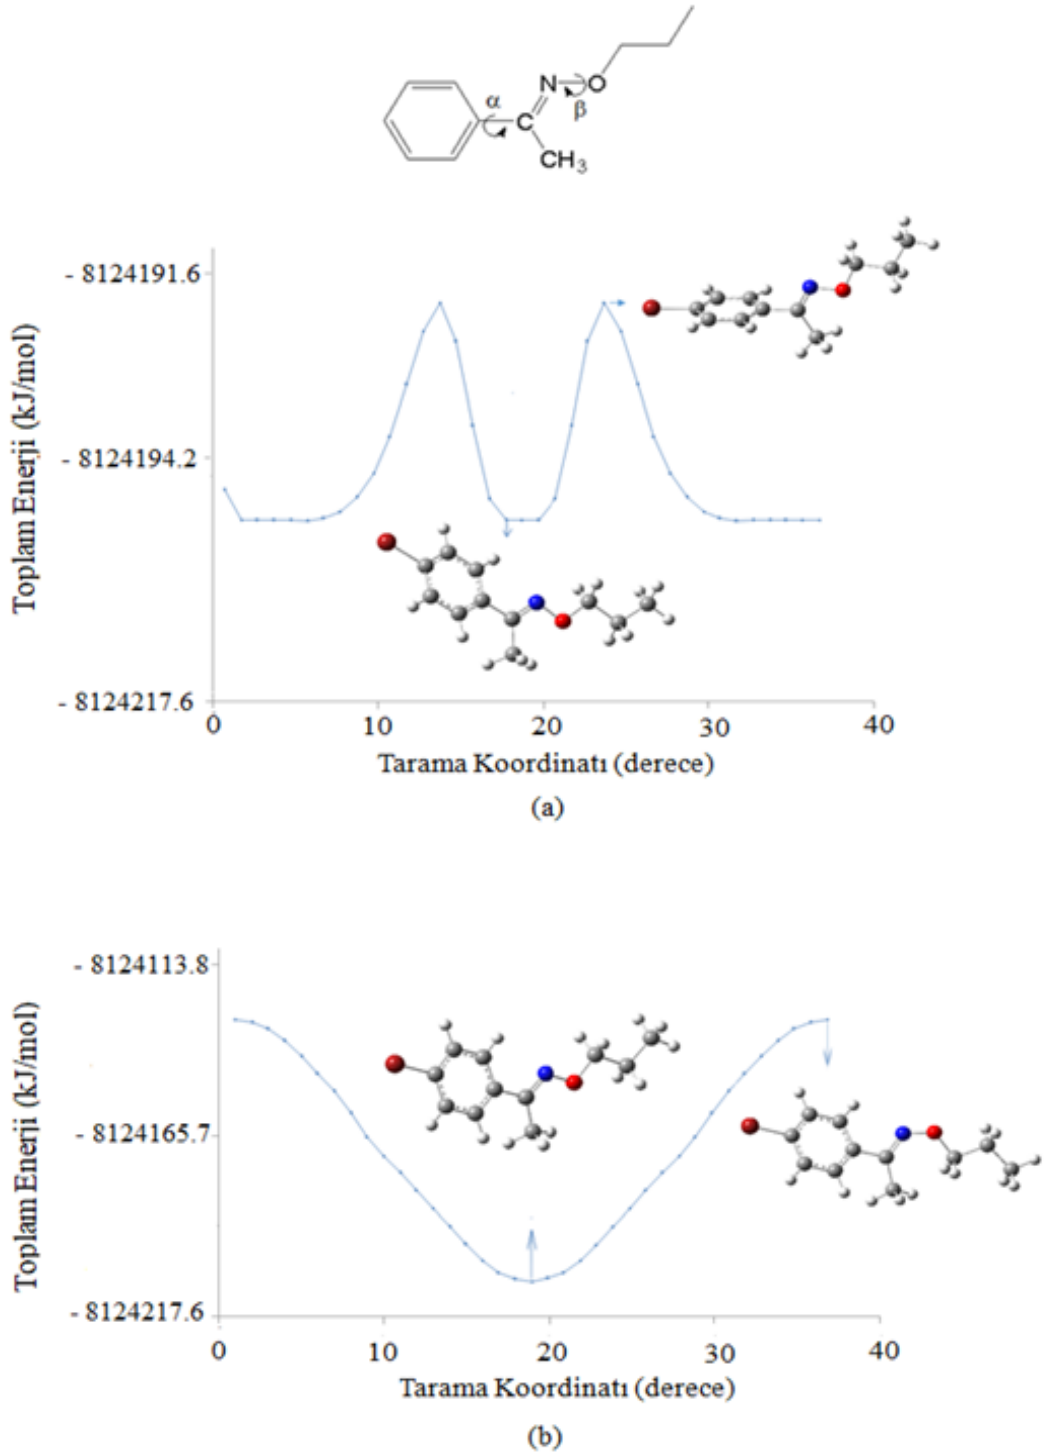 N
O
α
β
C
CH3
- 8124191.6
- 8124194.2
- 8124217.6
Toplam Enerji (kJ/mol)
0 10 20 30 40
Tarama Koordinatı (derece)
(a)
- 8124113.8
- 8124165.7
- 8124217.6
Toplam Enerji (kJ/mol)
0 10 20 30 40
Tarama Koordinatı (derece)
(b)